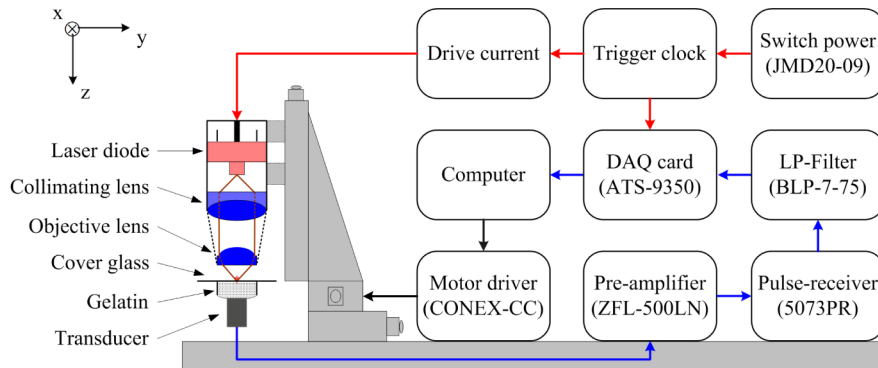 x
y
z
Drive current
Trigger clock
Switch power
(JMD20-09)
Laser diode
Collimating lens
Objective lens
Cover glass
Gelatin
Transducer
Computer
DAQ card
(ATS-9350)
LP-Filter
(BLP-7-75)
Motor driver
(CONEX-CC)
Pre-amplifier
(ZFL-500LN)
Pulse-receiver
(5073PR)